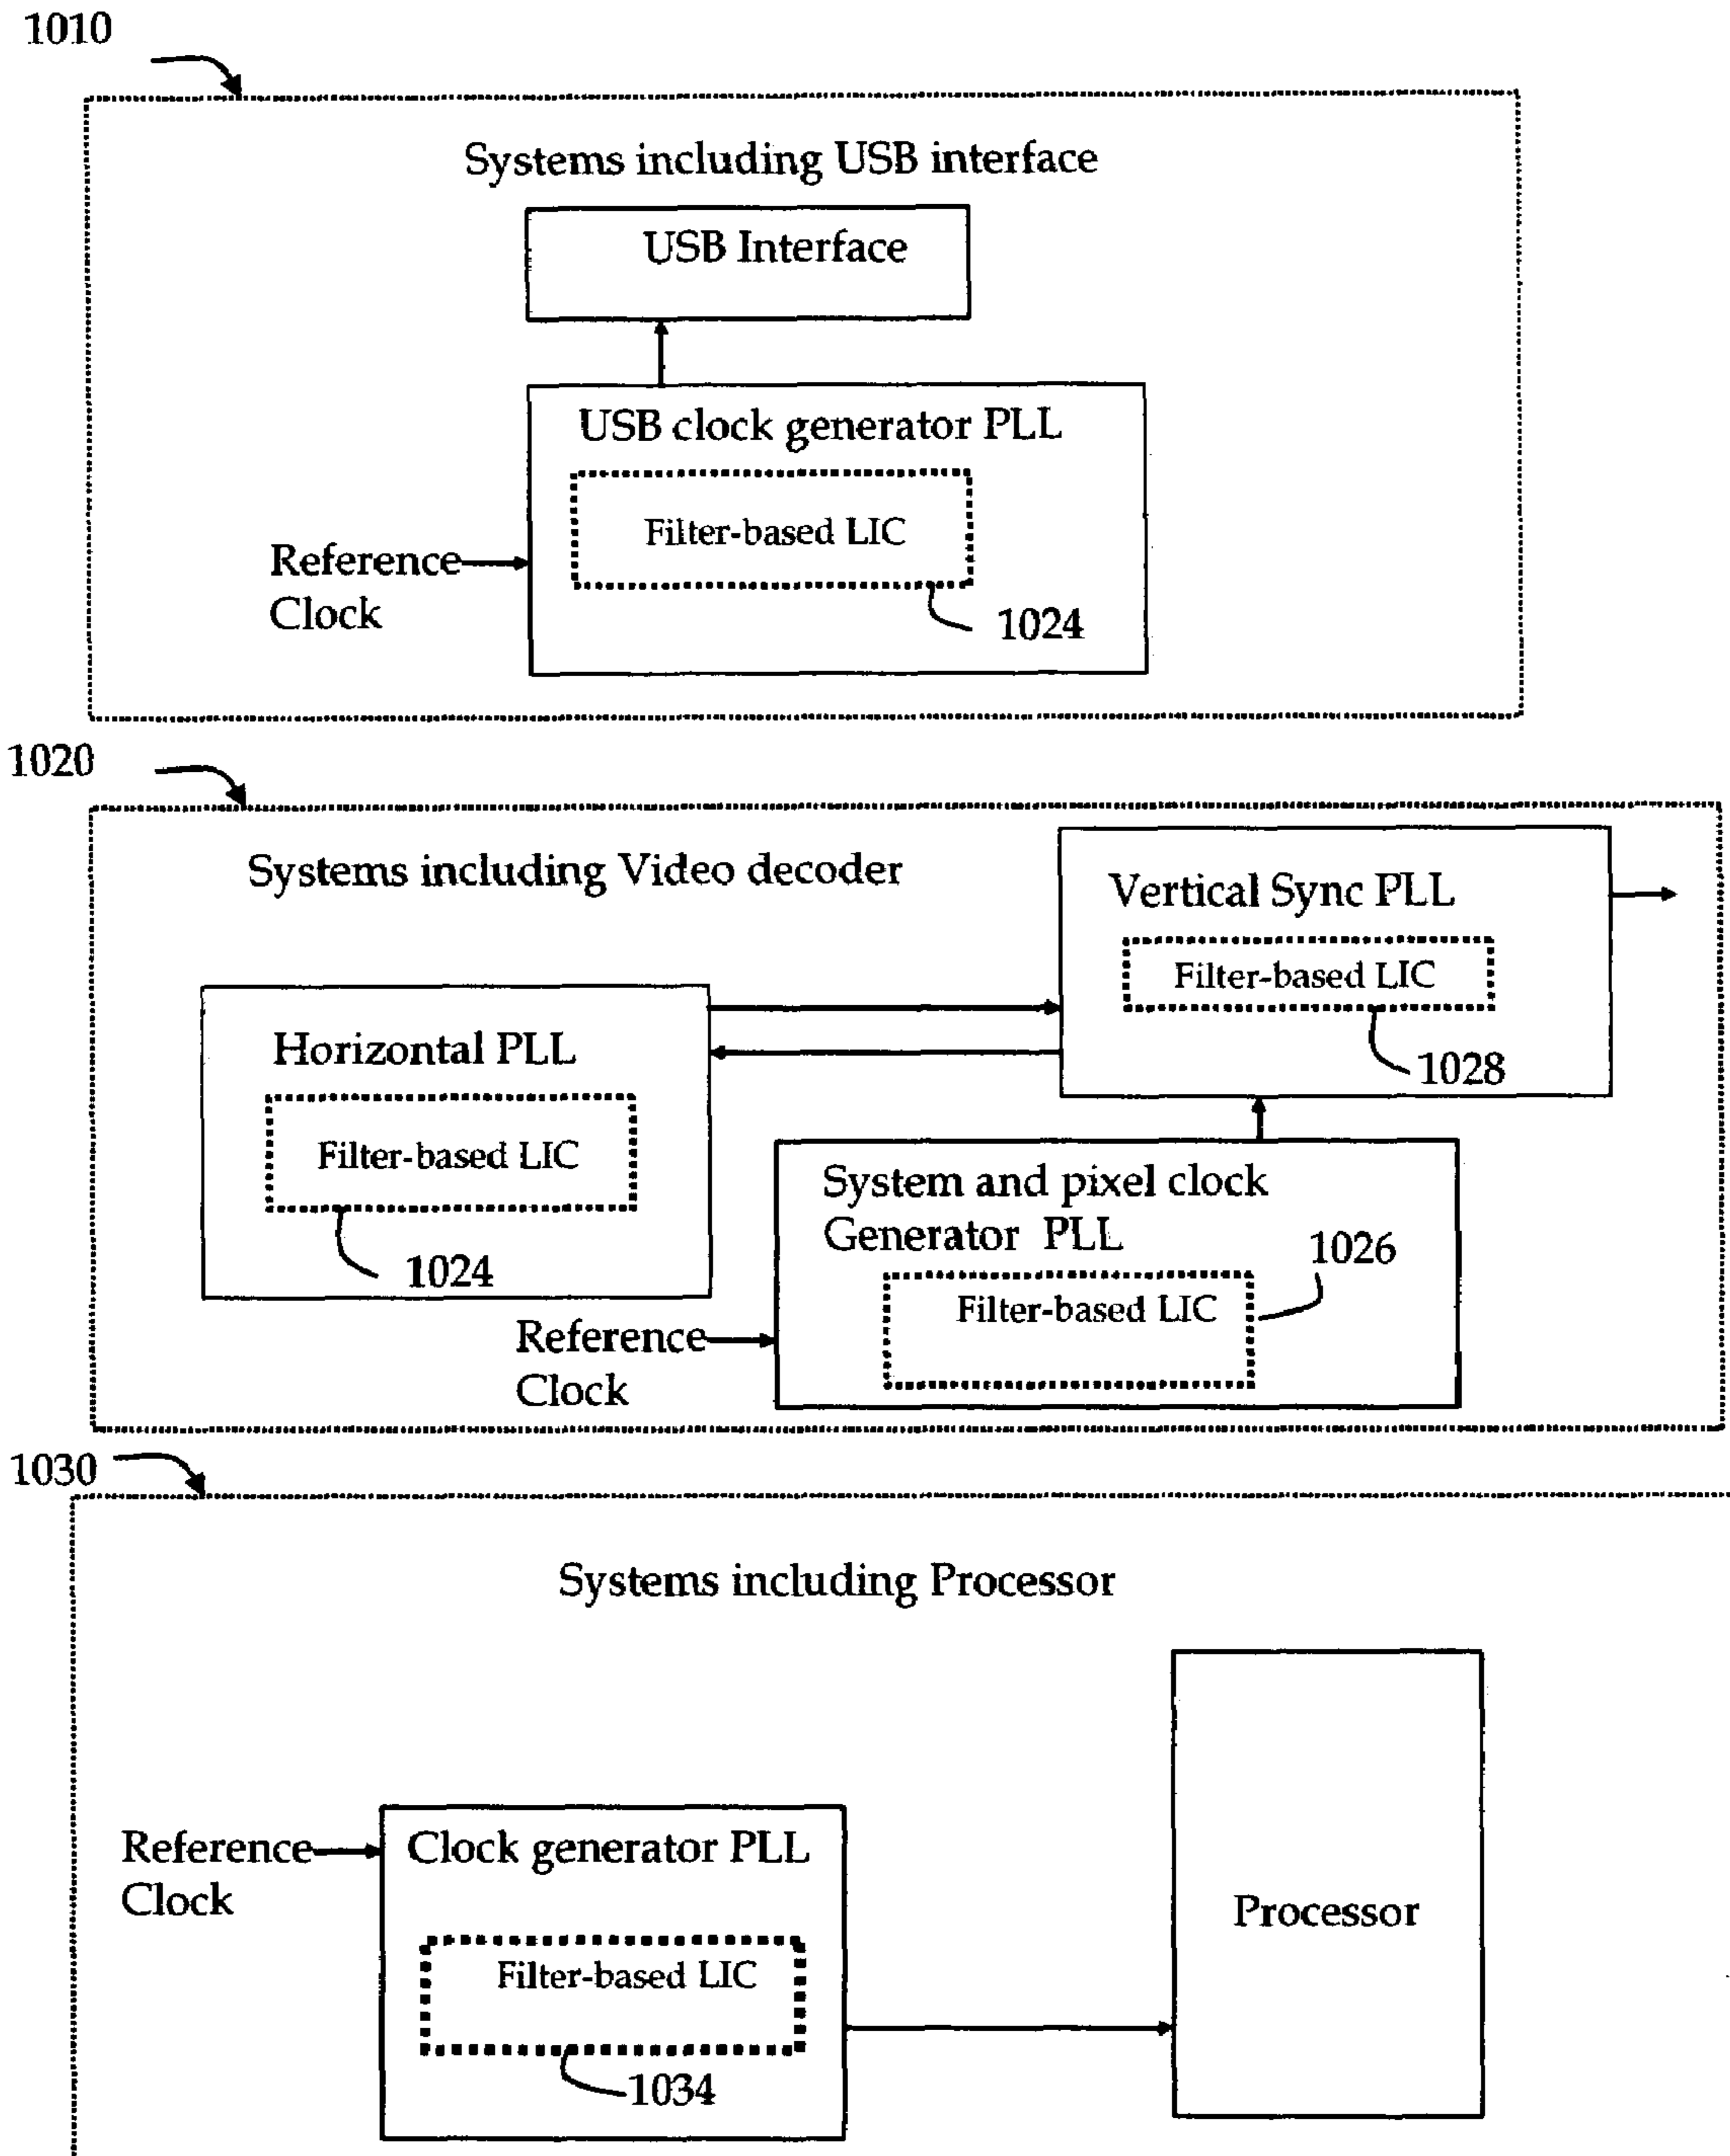 1010
Systems including USB interface
USB Interface
USB clock generator PLL
Filter-based LIC
Reference
Clock
1024
1020
Systems including Video decoder
Vertical Sync PLL
Filter-based LIC
1028
Horizontal PLL
Filter-based LIC
1024
System and pixel clock
Generator PLL
1026
Filter-based LIC
Reference
Clock
1030
Systems including Processor
Reference
Clock
Clock generator PLL
Filter-based LIC
1034
Processor